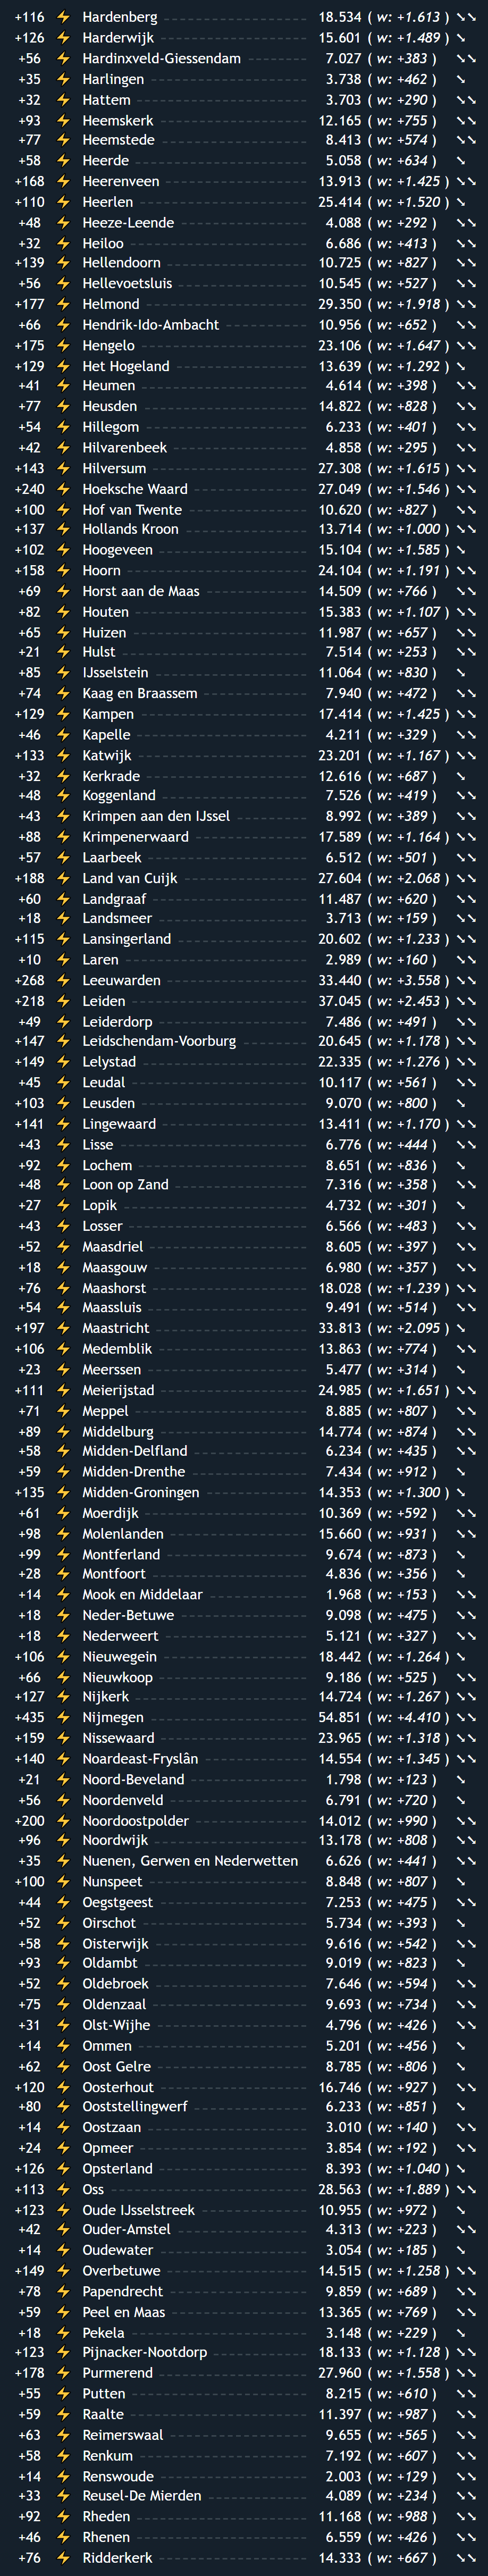 +116 ⚡ Hardenberg 18.534 ( w: +1.613 ) ↘↘
+126 ⚡ Harderwijk 15.601 ( w: +1.489 ) ↘
+56 ⚡ Hardinxveld-Giessendam 7.027 ( w: +383 ) ↘↘
+35 ⚡ Harlingen 3.738 ( w: +462 ) ↘
+32 ⚡ Hattem 3.703 ( w: +290 ) ↘↘
+93 ⚡ Heemskerk 12.165 ( w: +755 ) ↘↘
+77 ⚡ Heemstede 8.413 ( w: +574 ) ↘↘
+58 ⚡ Heerde 5.058 ( w: +634 ) ↘
+168 ⚡ Heerenveen 13.913 ( w: +1.425 ) ↘↘
+110 ⚡ Heerlen 25.414 ( w: +1.520 ) ↘
+48 ⚡ Heeze-Leende 4.088 ( w: +292 ) ↘↘
+32 ⚡ Heiloo 6.686 ( w: +413 ) ↘↘
+139 ⚡ Hellendoorn 10.725 ( w: +827 ) ↘↘
+56 ⚡ Hellevoetsluis 10.545 ( w: +527 ) ↘↘
+177 ⚡ Helmond 29.350 ( w: +1.918 ) ↘↘
+66 ⚡ Hendrik-Ido-Ambacht 10.956 ( w: +652 ) ↘↘
+175 ⚡ Hengelo 23.106 ( w: +1.647 ) ↘↘
+129 ⚡ Het Hogeland 13.639 ( w: +1.292 ) ↘
+41 ⚡ Heumen 4.614 ( w: +398 ) ↘↘
+77 ⚡ Heusden 14.822 ( w: +828 ) ↘↘
+54 ⚡ Hillegom 6.233 ( w: +401 ) ↘↘
+42 ⚡ Hilvarenbeek 4.858 ( w: +295 ) ↘↘
+143 ⚡ Hilversum 27.308 ( w: +1.615 ) ↘↘
+240 ⚡ Hoeksche Waard 27.049 ( w: +1.546 ) ↘↘
+100 ⚡ Hof van Twente 10.620 ( w: +827 ) ↘↘
+137 ⚡ Hollands Kroon 13.714 ( w: +1.000 ) ↘↘
+102 ⚡ Hoogeveen 15.104 ( w: +1.585 ) ↘
+158 ⚡ Hoorn 24.104 ( w: +1.191 ) ↘↘
+69 ⚡ Horst aan de Maas 14.509 ( w: +766 ) ↘↘
+82 ⚡ Houten 15.383 ( w: +1.107 ) ↘↘
+65 ⚡ Huizen 11.987 ( w: +657 ) ↘↘
+21 ⚡ Hulst 7.514 ( w: +253 ) ↘↘
+85 ⚡ IJsselstein 11.064 ( w: +830 ) ↘
+74 ⚡ Kaag en Braassem 7.940 ( w: +472 ) ↘↘
+129 ⚡ Kampen 17.414 ( w: +1.425 ) ↘↘
+46 ⚡ Kapelle 4.211 ( w: +329 ) ↘↘
+133 ⚡ Katwijk 23.201 ( w: +1.167 ) ↘↘
+32 ⚡ Kerkrade 12.616 ( w: +687 ) ↘
+48 ⚡ Koggenland 7.526 ( w: +419 ) ↘↘
+43 ⚡ Krimpen aan den IJssel 8.992 ( w: +389 ) ↘↘
+88 ⚡ Krimpenerwaard 17.589 ( w: +1.164 ) ↘↘
+57 ⚡ Laarbeek 6.512 ( w: +501 ) ↘↘
+188 ⚡ Land van Cuijk 27.604 ( w: +2.068 ) ↘↘
+60 ⚡ Landgraaf 11.487 ( w: +620 ) ↘↘
+18 ⚡ Landsmeer 3.713 ( w: +159 ) ↘↘
+115 ⚡ Lansingerland 20.602 ( w: +1.233 ) ↘↘
+10 ⚡ Laren 2.989 ( w: +160 ) ↘↘
+268 ⚡ Leeuwarden 33.440 ( w: +3.558 ) ↘↘
+218 ⚡ Leiden 37.045 ( w: +2.453 ) ↘↘
+49 ⚡ Leiderdorp 7.486 ( w: +491 ) ↘↘
+147 ⚡ Leidschendam-Voorburg 20.645 ( w: +1.178 ) ↘↘
+149 ⚡ Lelystad 22.335 ( w: +1.276 ) ↘↘
+45 ⚡ Leudal 10.117 ( w: +561 ) ↘↘
+103 ⚡ Leusden 9.070 ( w: +800 ) ↘
+141 ⚡ Lingewaard 13.411 ( w: +1.170 ) ↘↘
+43 ⚡ Lisse 6.776 ( w: +444 ) ↘↘
+92 ⚡ Lochem 8.651 ( w: +836 ) ↘
+48 ⚡ Loon op Zand 7.316 ( w: +358 ) ↘↘
+27 ⚡ Lopik 4.732 ( w: +301 ) ↘
+43 ⚡ Losser 6.566 ( w: +483 ) ↘↘
+52 ⚡ Maasdriel 8.605 ( w: +397 ) ↘↘
+18 ⚡ Maasgouw 6.980 ( w: +357 ) ↘↘
+76 ⚡ Maashorst 18.028 ( w: +1.239 ) ↘↘
+54 ⚡ Maassluis 9.491 ( w: +514 ) ↘↘
+197 ⚡ Maastricht 33.813 ( w: +2.095 ) ↘
+106 ⚡ Medemblik 13.863 ( w: +774 ) ↘↘
+23 ⚡ Meerssen 5.477 ( w: +314 ) ↘
+111 ⚡ Meierijstad 24.985 ( w: +1.651 ) ↘↘
+71 ⚡ Meppel 8.885 ( w: +807 ) ↘↘
+89 ⚡ Middelburg 14.774 ( w: +874 ) ↘↘
+58 ⚡ Midden-Delfland 6.234 ( w: +435 ) ↘↘
+59 ⚡ Midden-Drenthe 7.434 ( w: +912 ) ↘
+135 ⚡ Midden-Groningen 14.353 ( w: +1.300 ) ↘
+61 ⚡ Moerdijk 10.369 ( w: +592 ) ↘↘
+98 ⚡ Molenlanden 15.660 ( w: +931 ) ↘↘
+99 ⚡ Montferland 9.674 ( w: +873 ) ↘
+28 ⚡ Montfoort 4.836 ( w: +356 ) ↘
+14 ⚡ Mook en Middelaar 1.968 ( w: +153 ) ↘↘
+18 ⚡ Neder-Betuwe 9.098 ( w: +475 ) ↘↘
+18 ⚡ Nederweert 5.121 ( w: +327 ) ↘↘
+106 ⚡ Nieuwegein 18.442 ( w: +1.264 ) ↘
+66 ⚡ Nieuwkoop 9.186 ( w: +525 ) ↘↘
+127 ⚡ Nijkerk 14.724 ( w: +1.267 ) ↘↘
+435 ⚡ Nijmegen 54.851 ( w: +4.410 ) ↘↘
+159 ⚡ Nissewaard 23.965 ( w: +1.318 ) ↘↘
+140 ⚡ Noardeast-Fryslân 14.554 ( w: +1.345 ) ↘↘
+21 ⚡ Noord-Beveland 1.798 ( w: +123 ) ↘
+56 ⚡ Noordenveld 6.791 ( w: +720 ) ↘
+200 ⚡ Noordoostpolder 14.012 ( w: +990 ) ↘↘
+96 ⚡ Noordwijk 13.178 ( w: +808 ) ↘↘
+35 ⚡ Nuenen, Gerwen en Nederwetten 6.626 ( w: +441 ) ↘↘
+100 ⚡ Nunspeet 8.848 ( w: +807 ) ↘
+44 ⚡ Oegstgeest 7.253 ( w: +475 ) ↘↘
+52 ⚡ Oirschot 5.734 ( w: +393 ) ↘
+58 ⚡ Oisterwijk 9.616 ( w: +542 ) ↘↘
+93 ⚡ Oldambt 9.019 ( w: +823 ) ↘
+52 ⚡ Oldebroek 7.646 ( w: +594 ) ↘↘
+75 ⚡ Oldenzaal 9.693 ( w: +734 ) ↘↘
+31 ⚡ Olst-Wijhe 4.796 ( w: +426 ) ↘↘
+14 ⚡ Ommen 5.201 ( w: +456 ) ↘
+62 ⚡ Oost Gelre 8.785 ( w: +806 ) ↘
+120 ⚡ Oosterhout 16.746 ( w: +927 ) ↘↘
+80 ⚡ Ooststellingwerf 6.233 ( w: +851 ) ↘
+14 ⚡ Oostzaan 3.010 ( w: +140 ) ↘↘
+24 ⚡ Opmeer 3.854 ( w: +192 ) ↘↘
+126 ⚡ Opsterland 8.393 ( w: +1.040 ) ↘
+113 ⚡ Oss 28.563 ( w: +1.889 ) ↘↘
+123 ⚡ Oude IJsselstreek 10.955 ( w: +972 ) ↘
+42 ⚡ Ouder-Amstel 4.313 ( w: +223 ) ↘↘
+14 ⚡ Oudewater 3.054 ( w: +185 ) ↘
+149 ⚡ Overbetuwe 14.515 ( w: +1.258 ) ↘↘
+78 ⚡ Papendrecht 9.859 ( w: +689 ) ↘↘
+59 ⚡ Peel en Maas 13.365 ( w: +769 ) ↘↘
+18 ⚡ Pekela 3.148 ( w: +229 ) ↘
+123 ⚡ Pijnacker-Nootdorp 18.133 ( w: +1.128 ) ↘↘
+178 ⚡ Purmerend 27.960 ( w: +1.558 ) ↘↘
+55 ⚡ Putten 8.215 ( w: +610 ) ↘↘
+59 ⚡ Raalte 11.397 ( w: +987 ) ↘↘
+63 ⚡ Reimerswaal 9.655 ( w: +565 ) ↘↘
+58 ⚡ Renkum 7.192 ( w: +607 ) ↘↘
+14 ⚡ Renswoude 2.003 ( w: +129 ) ↘↘
+33 ⚡ Reusel-De Mierden 4.089 ( w: +234 ) ↘↘
+92 ⚡ Rheden 11.168 ( w: +988 ) ↘↘
+46 ⚡ Rhenen 6.559 ( w: +426 ) ↘↘
+76 ⚡ Ridderkerk 14.333 ( w: +667 ) ↘↘